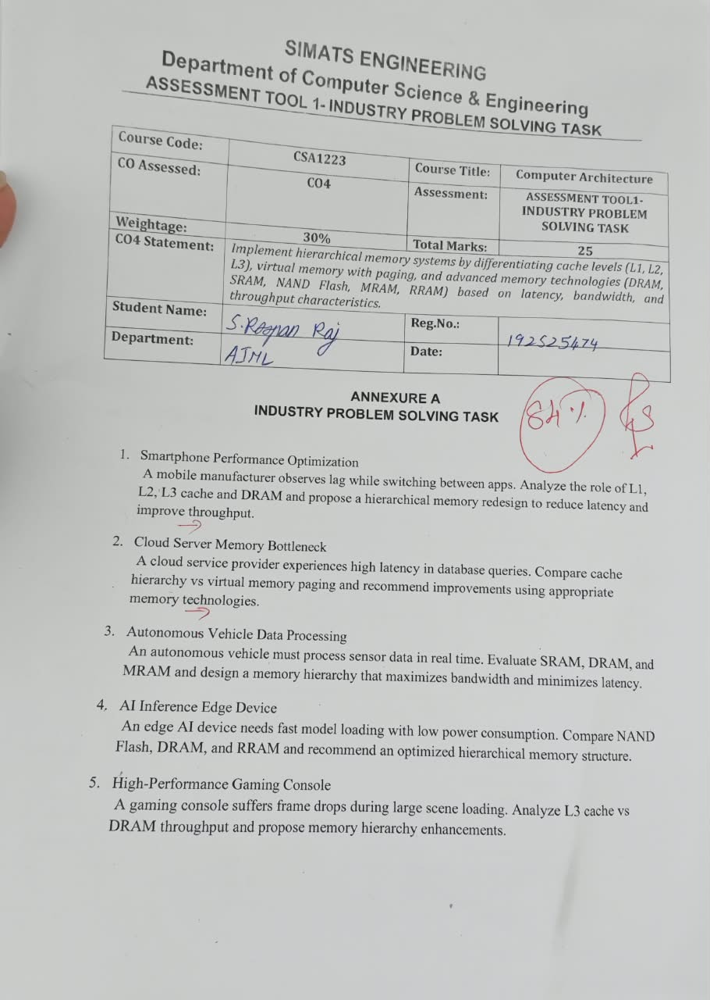 SIMATS ENGINEERING
Department of Computer Science & Engineering
ASSESSMENT TOOL 1- INDUSTRY PROBLEM SOLVING TASK
Course Code: CSA1223 Course Title: Computer Architecture
CO Assessed: CO4 Assessment: ASSESSMENT TOOL1-
INDUSTRY PROBLEM
SOLVING TASK
Weightage: 30% Total Marks: 25
CO4 Statement: Implement hierarchical memory systems by differentiating cache levels (L1, L2,
L3), virtual memory with paging, and advanced memory technologies (DRAM,
SRAM, NAND Flash, MRAM, RRAM) based on latency, bandwidth, and
throughput characteristics.
Student Name: S. Raj Reg.No.: 192525474
Department: AIML Date:
ANNEXURE A
INDUSTRY PROBLEM SOLVING TASK
84%
1. Smartphone Performance Optimization
A mobile manufacturer observes lag while switching between apps. Analyze the role of L1,
L2, L3 cache and DRAM and propose a hierarchical memory redesign to reduce latency and
improve throughput.
2. Cloud Server Memory Bottleneck
A cloud service provider experiences high latency in database queries. Compare cache
hierarchy vs virtual memory paging and recommend improvements using appropriate
memory technologies.
3. Autonomous Vehicle Data Processing
An autonomous vehicle must process sensor data in real time. Evaluate SRAM, DRAM, and
MRAM and design a memory hierarchy that maximizes bandwidth and minimizes latency.
4. AI Inference Edge Device
An edge AI device needs fast model loading with low power consumption. Compare NAND
Flash, DRAM, and RRAM and recommend an optimized hierarchical memory structure.
5. High-Performance Gaming Console
A gaming console suffers frame drops during large scene loading. Analyze L3 cache vs
DRAM throughput and propose memory hierarchy enhancements.